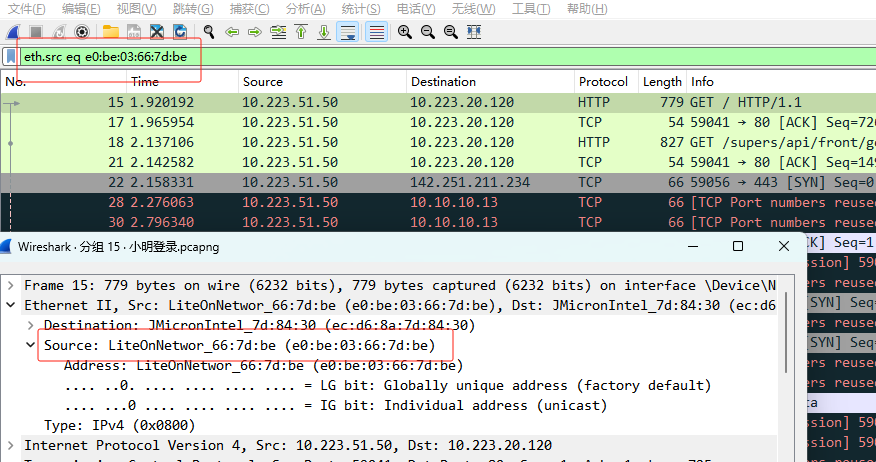 文件(F) 编辑(E) 视图(V) 跳转(G) 捕获(C) 分析(A) 统计(S) 电话(Y) 无线(W) 工具(T) 帮助(H)
eth.src eq e0:be:03:66:7d:be
No. Time Source Destination Protocol Length Info
15 1.920192 10.223.51.50 10.223.20.120 HTTP 779 GET / HTTP/1.1
17 1.965954 10.223.51.50 10.223.20.120 TCP 54 59041 → 80 [ACK] Seq=726
18 2.137106 10.223.51.50 10.223.20.120 HTTP 827 GET /supers/api/front/ge
21 2.142582 10.223.51.50 10.223.20.120 TCP 54 59041 → 80 [ACK] Seq=149
22 2.158331 10.223.51.50 142.251.211.234 TCP 66 59056 → 443 [SYN] Seq=0
28 2.276063 10.223.51.50 10.10.10.13 TCP 66 [TCP Port numbers reused
30 2.796340 10.223.51.50 10.10.10.13 TCP 66 [TCP Port numbers reused
Wireshark · 分组 15 · 小明登录.pcapng
CK] Seq=1
ssion] 590
Frame 15: 779 bytes on wire (6232 bits), 779 bytes captured (6232 bits) on interface \Device\N
Ethernet II, Src: LiteOnNetwor_66:7d:be (e0:be:03:66:7d:be), Dst: JMicronIntel_7d:84:30 (ec:d6
[SYN] Seq=
Destination: JMicronIntel_7d:84:30 (ec:d6:8a:7d:84:30)
ers reused
Source: LiteOnNetwor_66:7d:be (e0:be:03:66:7d:be)
[SYN] Seq=
Address: LiteOnNetwor_66:7d:be (e0:be:03:66:7d:be)
ers reused
.... ..0. .... .... .... .... = LG bit: Globally unique address (factory default)
ers reused
.... ...0 .... .... .... .... = IG bit: Individual address (unicast)
ta
Type: IPv4 (0x0800)
ssion] 590
Internet Protocol Version 4, Src: 10.223.51.50, Dst: 10.223.20.120
ssion] 590
ers reused